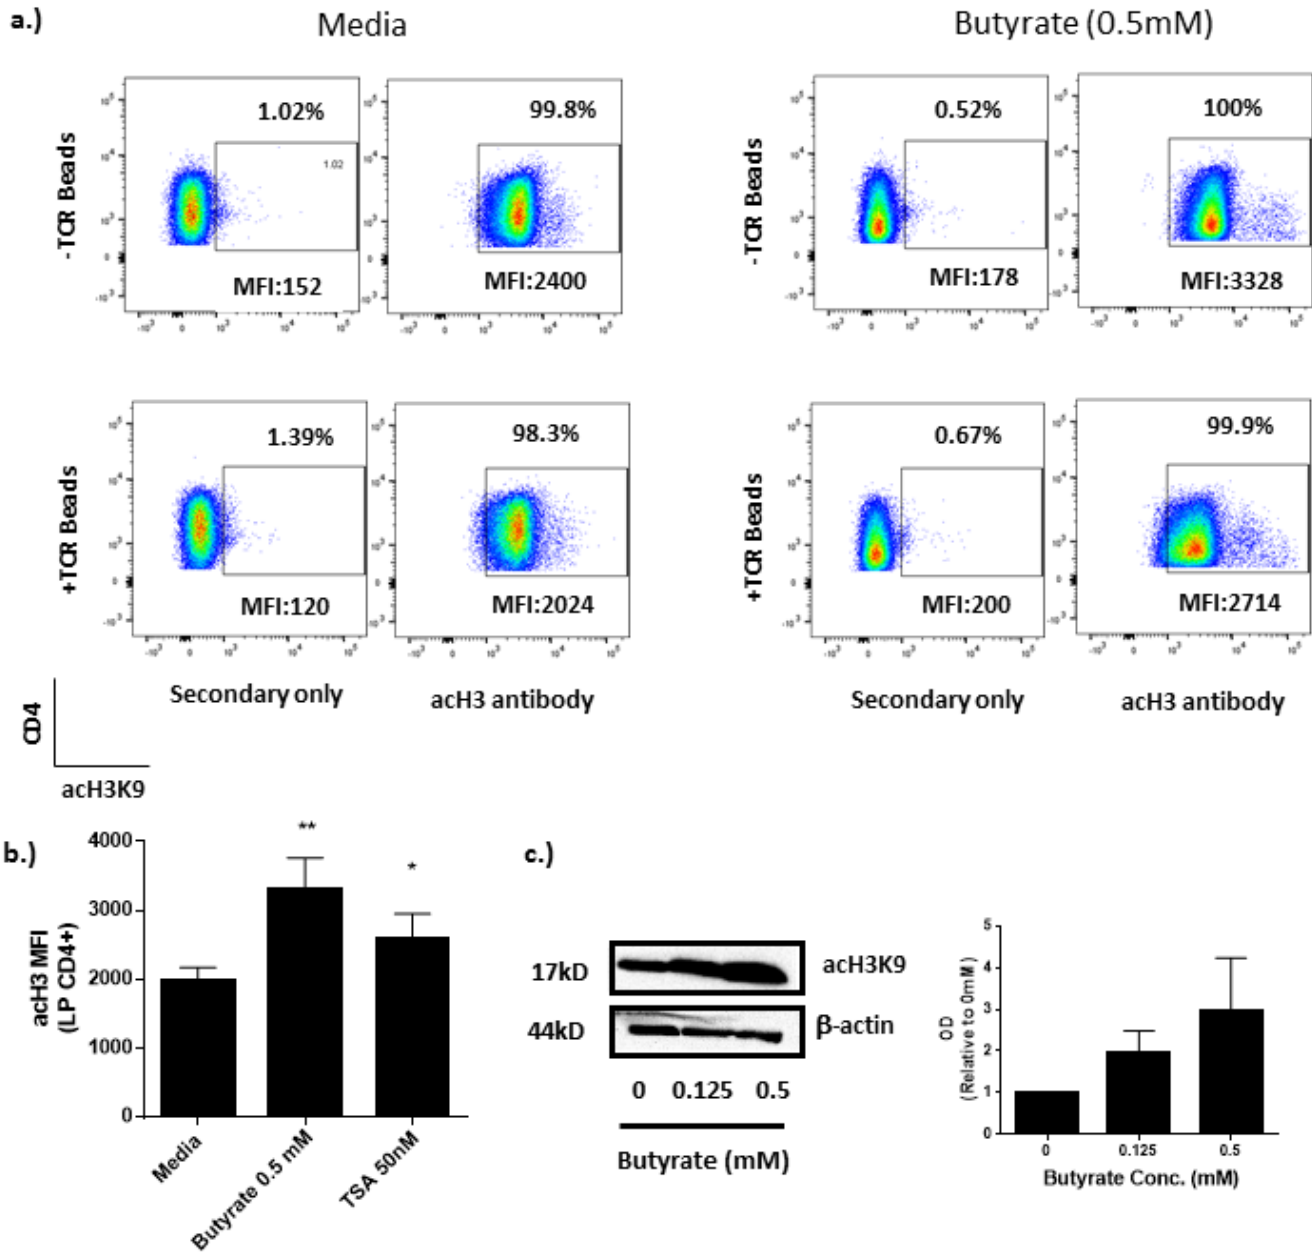 a.)
Media
Butyrate (0.5mM)
-TCR Beads
1.02%
1.02
MFI:152
99.8%
MFI:2400
-TCR Beads
0.52%
MFI:178
100%
MFI:3328
+TCR Beads
1.39%
MFI:120
98.3%
MFI:2024
+TCR Beads
0.67%
MFI:200
99.9%
MFI:2714
Secondary only
acH3 antibody
Secondary only
acH3 antibody
CD4
acH3K9
b.)
acH3 MFI
(LP CD4+)
4000
3000
2000
1000
0
**
*
Media
Butyrate 0.5 mM
TSA 50nM
c.)
17kD
acH3K9
44kD
β-actin
0 0.125 0.5
Butyrate (mM)
OD
(Relative to 0mM)
5
4
3
2
1
0
0 0.125 0.5
Butyrate Conc. (mM)